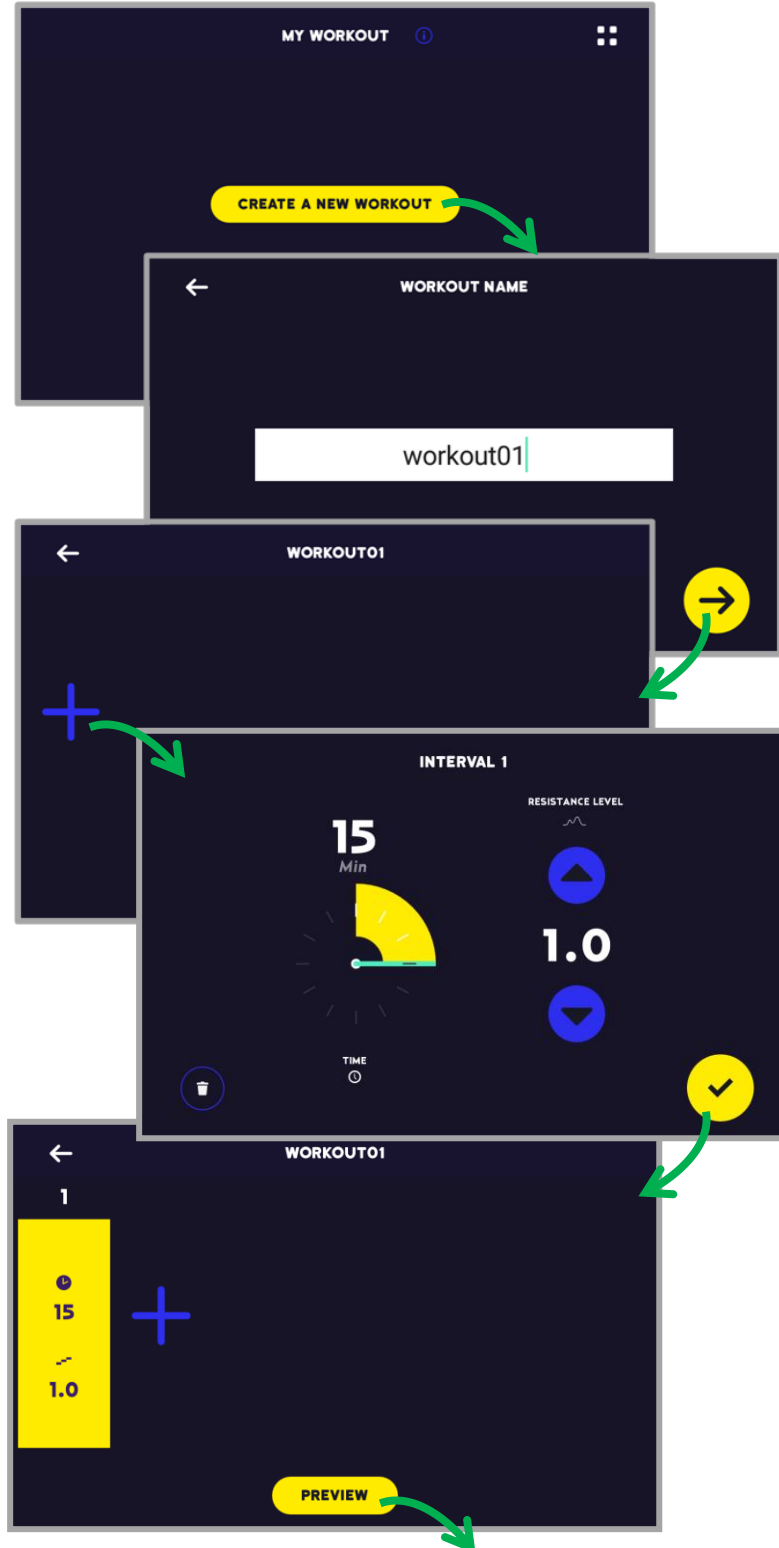 MY WORKOUT
CREATE A NEW WORKOUT
WORKOUT NAME
workout01
WORKOUT01
INTERVAL 1
15
Min
TIME
RESISTANCE LEVEL
1.0
WORKOUT01
1
15
1.0
PREVIEW